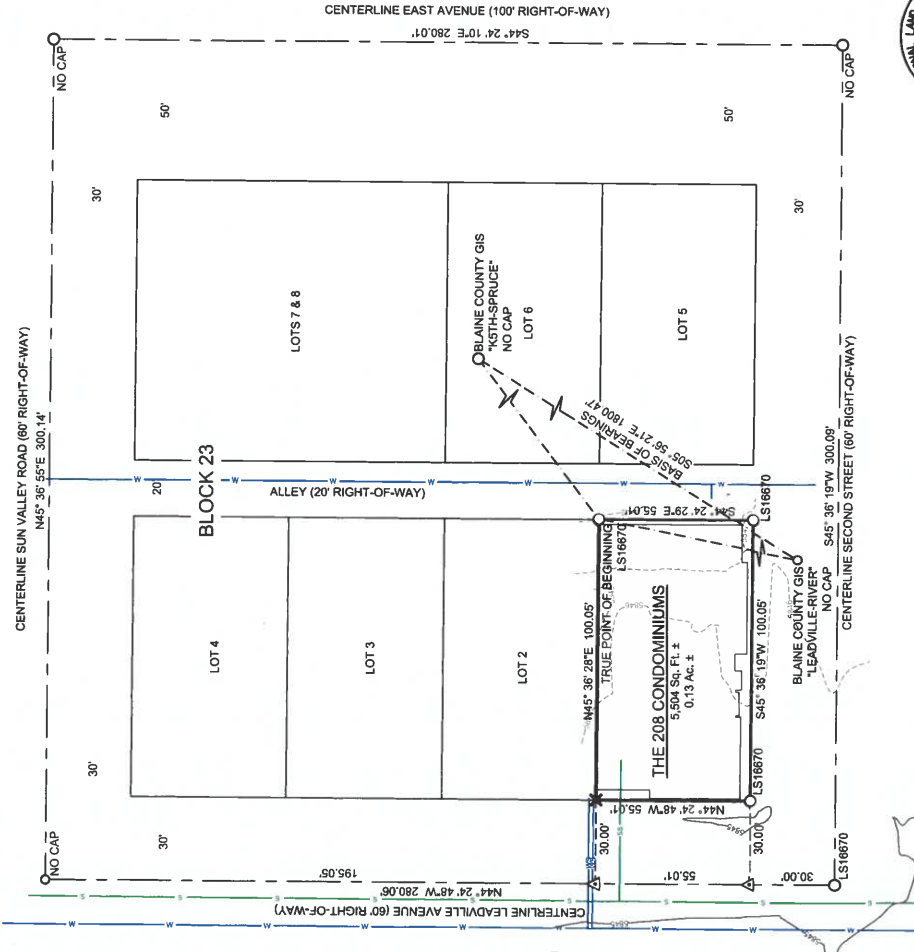 CENTERLINE EAST AVENUE (100' RIGHT-OF-WAY)
S44° 24' 10"E 280.01'
NO CAP
NO CAP
50'
50'
30'
30'
CENTERLINE SUN VALLEY ROAD (60' RIGHT-OF-WAY)
N45° 36' 55"E 300.14'
LOTS 7 & 8
BLAINE COUNTY GIS
"K5TH-SPRUCE"
NO CAP
LOT 6
LOT 5
BASIS OF BEARINGS
S05° 56' 21"E 1800.47'
BLOCK 23
20'
W W W W W W
ALLEY (20' RIGHT-OF-WAY)
S44° 24' 29"E 55.01'
LS16670
LS16670
TRUE POINT OF BEGINNING
N45° 36' 28"E 100.05'
LOT 4
LOT 3
LOT 2
THE 208 CONDOMINIUMS
5,504 Sq. Ft. ±
0.13 Ac. ±
5846
S45° 36' 19"W 100.05'
BLAINE COUNTY GIS
"LEADVILLE-RIVER"
NO CAP
S45° 36' 19"W 300.09'
CENTERLINE SECOND STREET (60' RIGHT-OF-WAY)
LS16670
N44° 24' 48"W 55.01'
30'
30'
30.00'
30.00'
30.00'
5845
NO CAP
195.05'
55.01'
LS16670
N44° 24' 48"W 280.06'
CENTERLINE LEADVILLE AVENUE (60' RIGHT-OF-WAY)
SS
S S S S S S
W W W W W W
5845
LAND